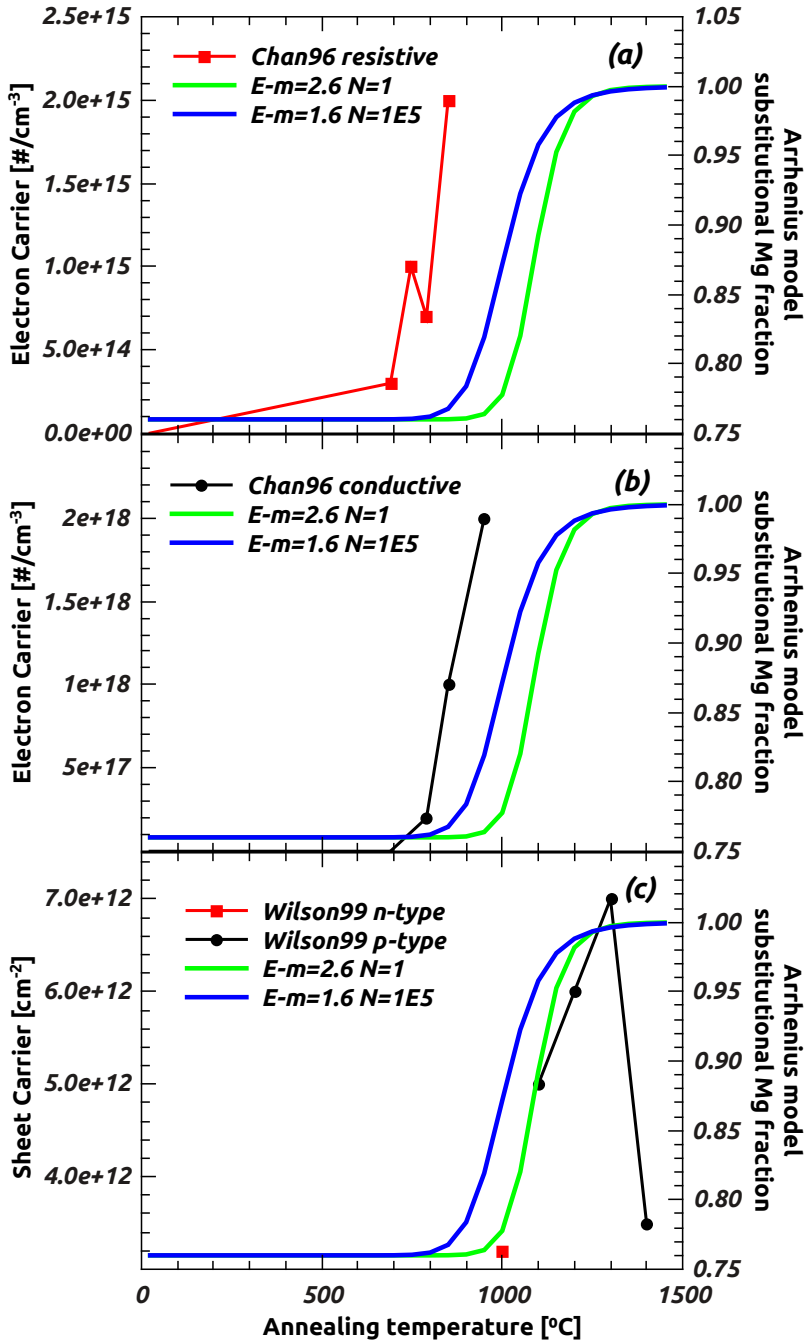 2.5e+15
2.0e+15
1.5e+15
1.0e+15
5.0e+14
0.0e+00
Electron Carrier [#/cm-3]
Chan96 resistive
E-m=2.6 N=1
E-m=1.6 N=1E5
(a)
1.05
1.00
0.95
0.90
0.85
0.80
0.75
Arrhenius model
substitutional Mg fraction
2e+18
1.5e+18
1e+18
5e+17
Electron Carrier [#/cm-3]
Chan96 conductive
E-m=2.6 N=1
E-m=1.6 N=1E5
(b)
1.00
0.95
0.90
0.85
0.80
0.75
Arrhenius model
substitutional Mg fraction
7.0e+12
6.0e+12
5.0e+12
4.0e+12
Sheet Carrier [cm-2]
Wilson99 n-type
Wilson99 p-type
E-m=2.6 N=1
E-m=1.6 N=1E5
(c)
1.00
0.95
0.90
0.85
0.80
0.75
Arrhenius model
substitutional Mg fraction
0 500 1000 1500
Annealing temperature [ºC]